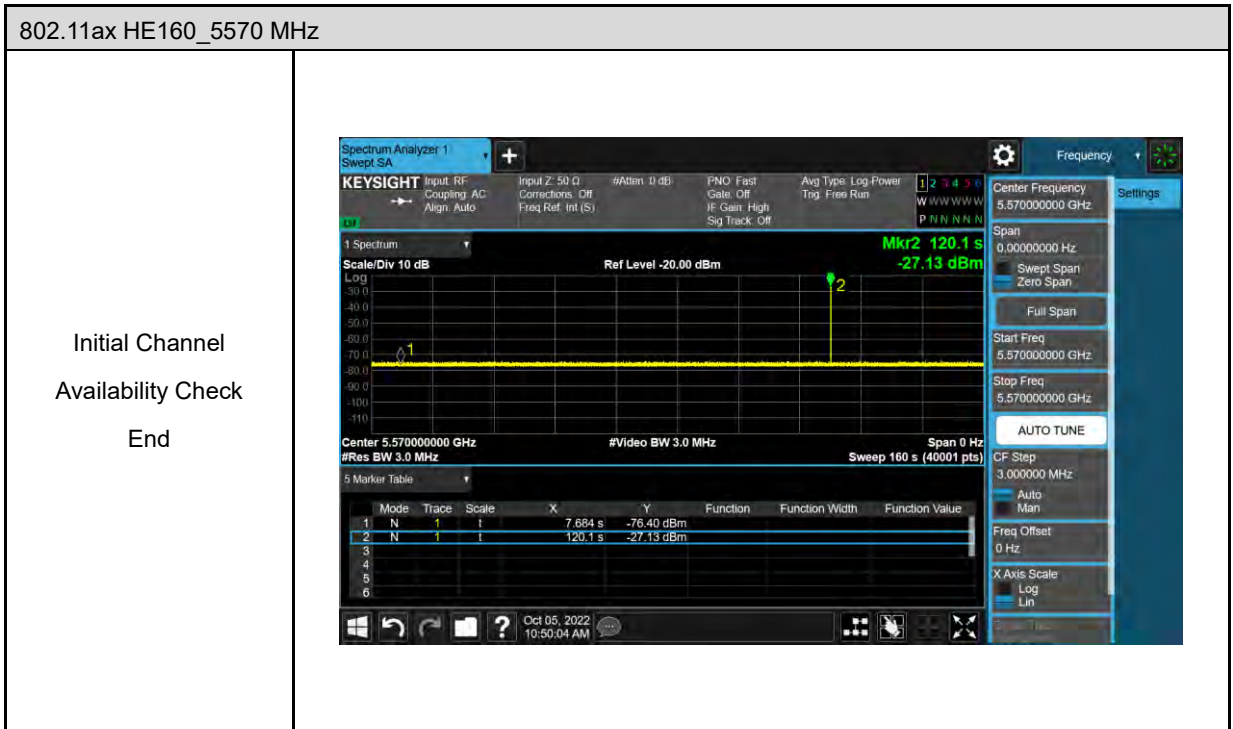 802.11ax HE160_5570 MHz
Initial Channel
Availability Check
End
Spectrum Analyzer 1
Swept SA
+
Frequency
KEYSIGHT
Input: RF
Coupling: AC
Align: Auto
Input Z: 50 Ω
Corrections: Off
Freq Ref: Int (S)
#Atten: 0 dB
PNO: Fast
Gate: Off
IF Gain: High
Sig Track: Off
Avg Type: Log-Power
Trig: Free Run
1 2 3 4 5 6
W W W W W W
P N N N N N
Settings
Center Frequency
5.570000000 GHz
Span
0.00000000 Hz
Swept Span
Zero Span
Full Span
Start Freq
5.570000000 GHz
Stop Freq
5.570000000 GHz
AUTO TUNE
CF Step
3.000000 MHz
Auto
Man
Freq Offset
0 Hz
X Axis Scale
Log
Lin
1 Spectrum
Scale/Div 10 dB
Ref Level -20.00 dBm
Mkr2 120.1 s
-27.13 dBm
Log
-30.0
-40.0
-50.0
-60.0
-70.0
-80.0
-90.0
-100
-110
1
2
Center 5.570000000 GHz
#Video BW 3.0 MHz
Span 0 Hz
#Res BW 3.0 MHz
Sweep 160 s (40001 pts)
5 Marker Table
Mode Trace Scale X Y Function Function Width Function Value
1 N 1 t 7.684 s -76.40 dBm
2 N 1 t 120.1 s -27.13 dBm
3
4
5
6
?
Oct 05, 2022
10:50:04 AM